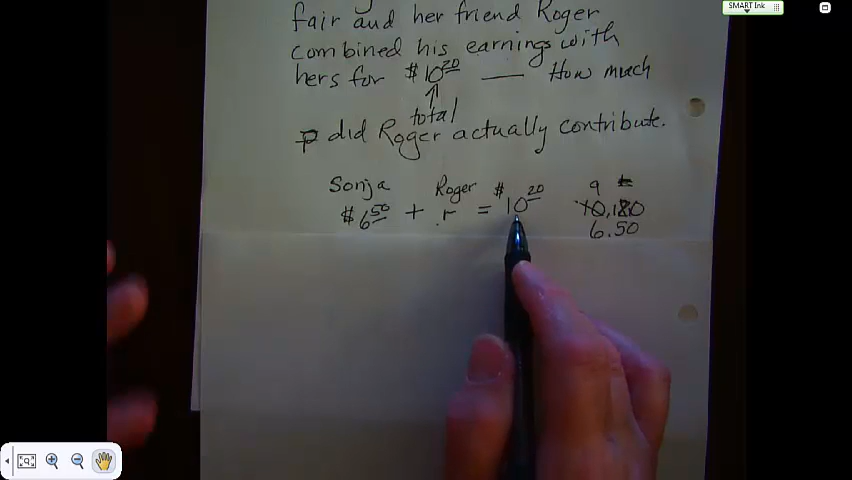 SMART Ink
fair and her friend Roger
combined his earnings with
hers for $10 20 —— How much
↑
total
did Roger actually contribute.
Sonja Roger
$6 50 + r = $10 20
9
10.120
6.50